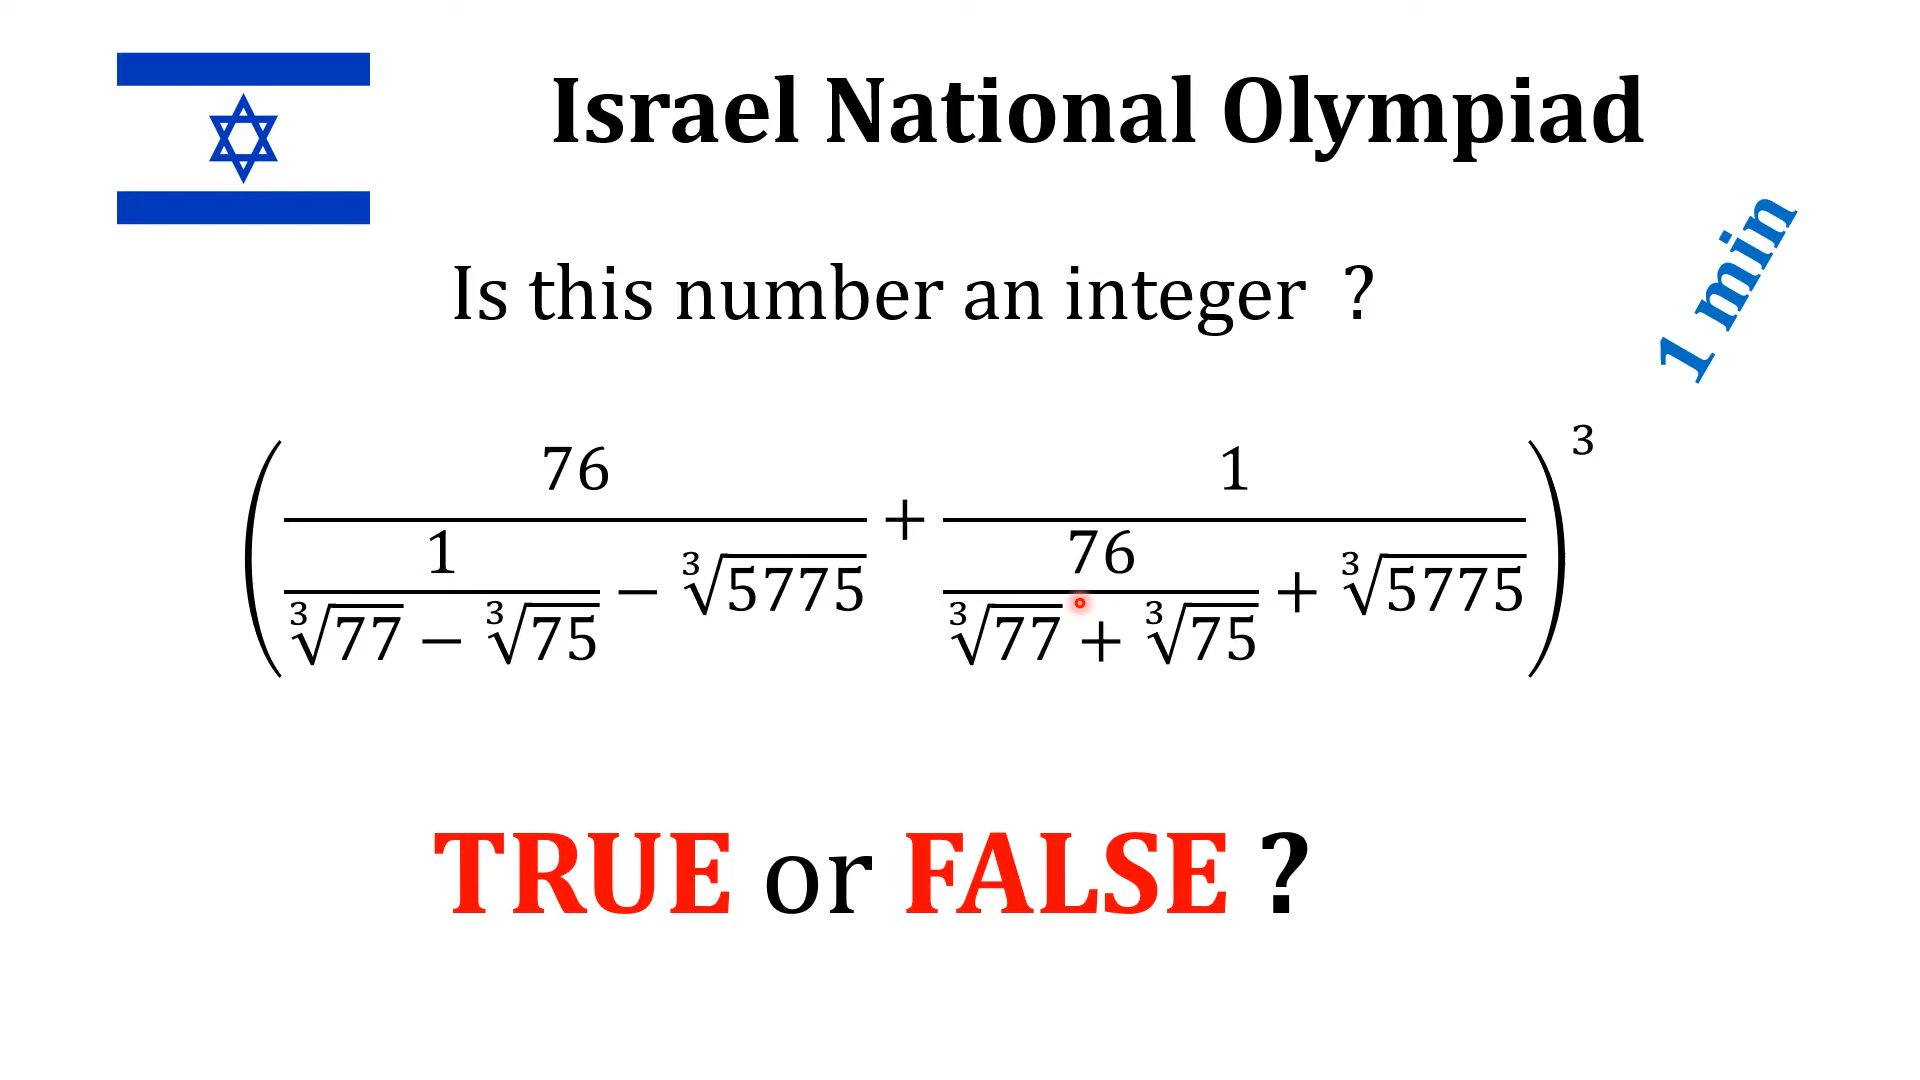 Israel National Olympiad
Is this number an integer ?
1 min
(76/(1/(∛77 − ∛75) − ∛5775) + 1/(76/(∛77 + ∛75) + ∛5775))³
TRUE or FALSE ?